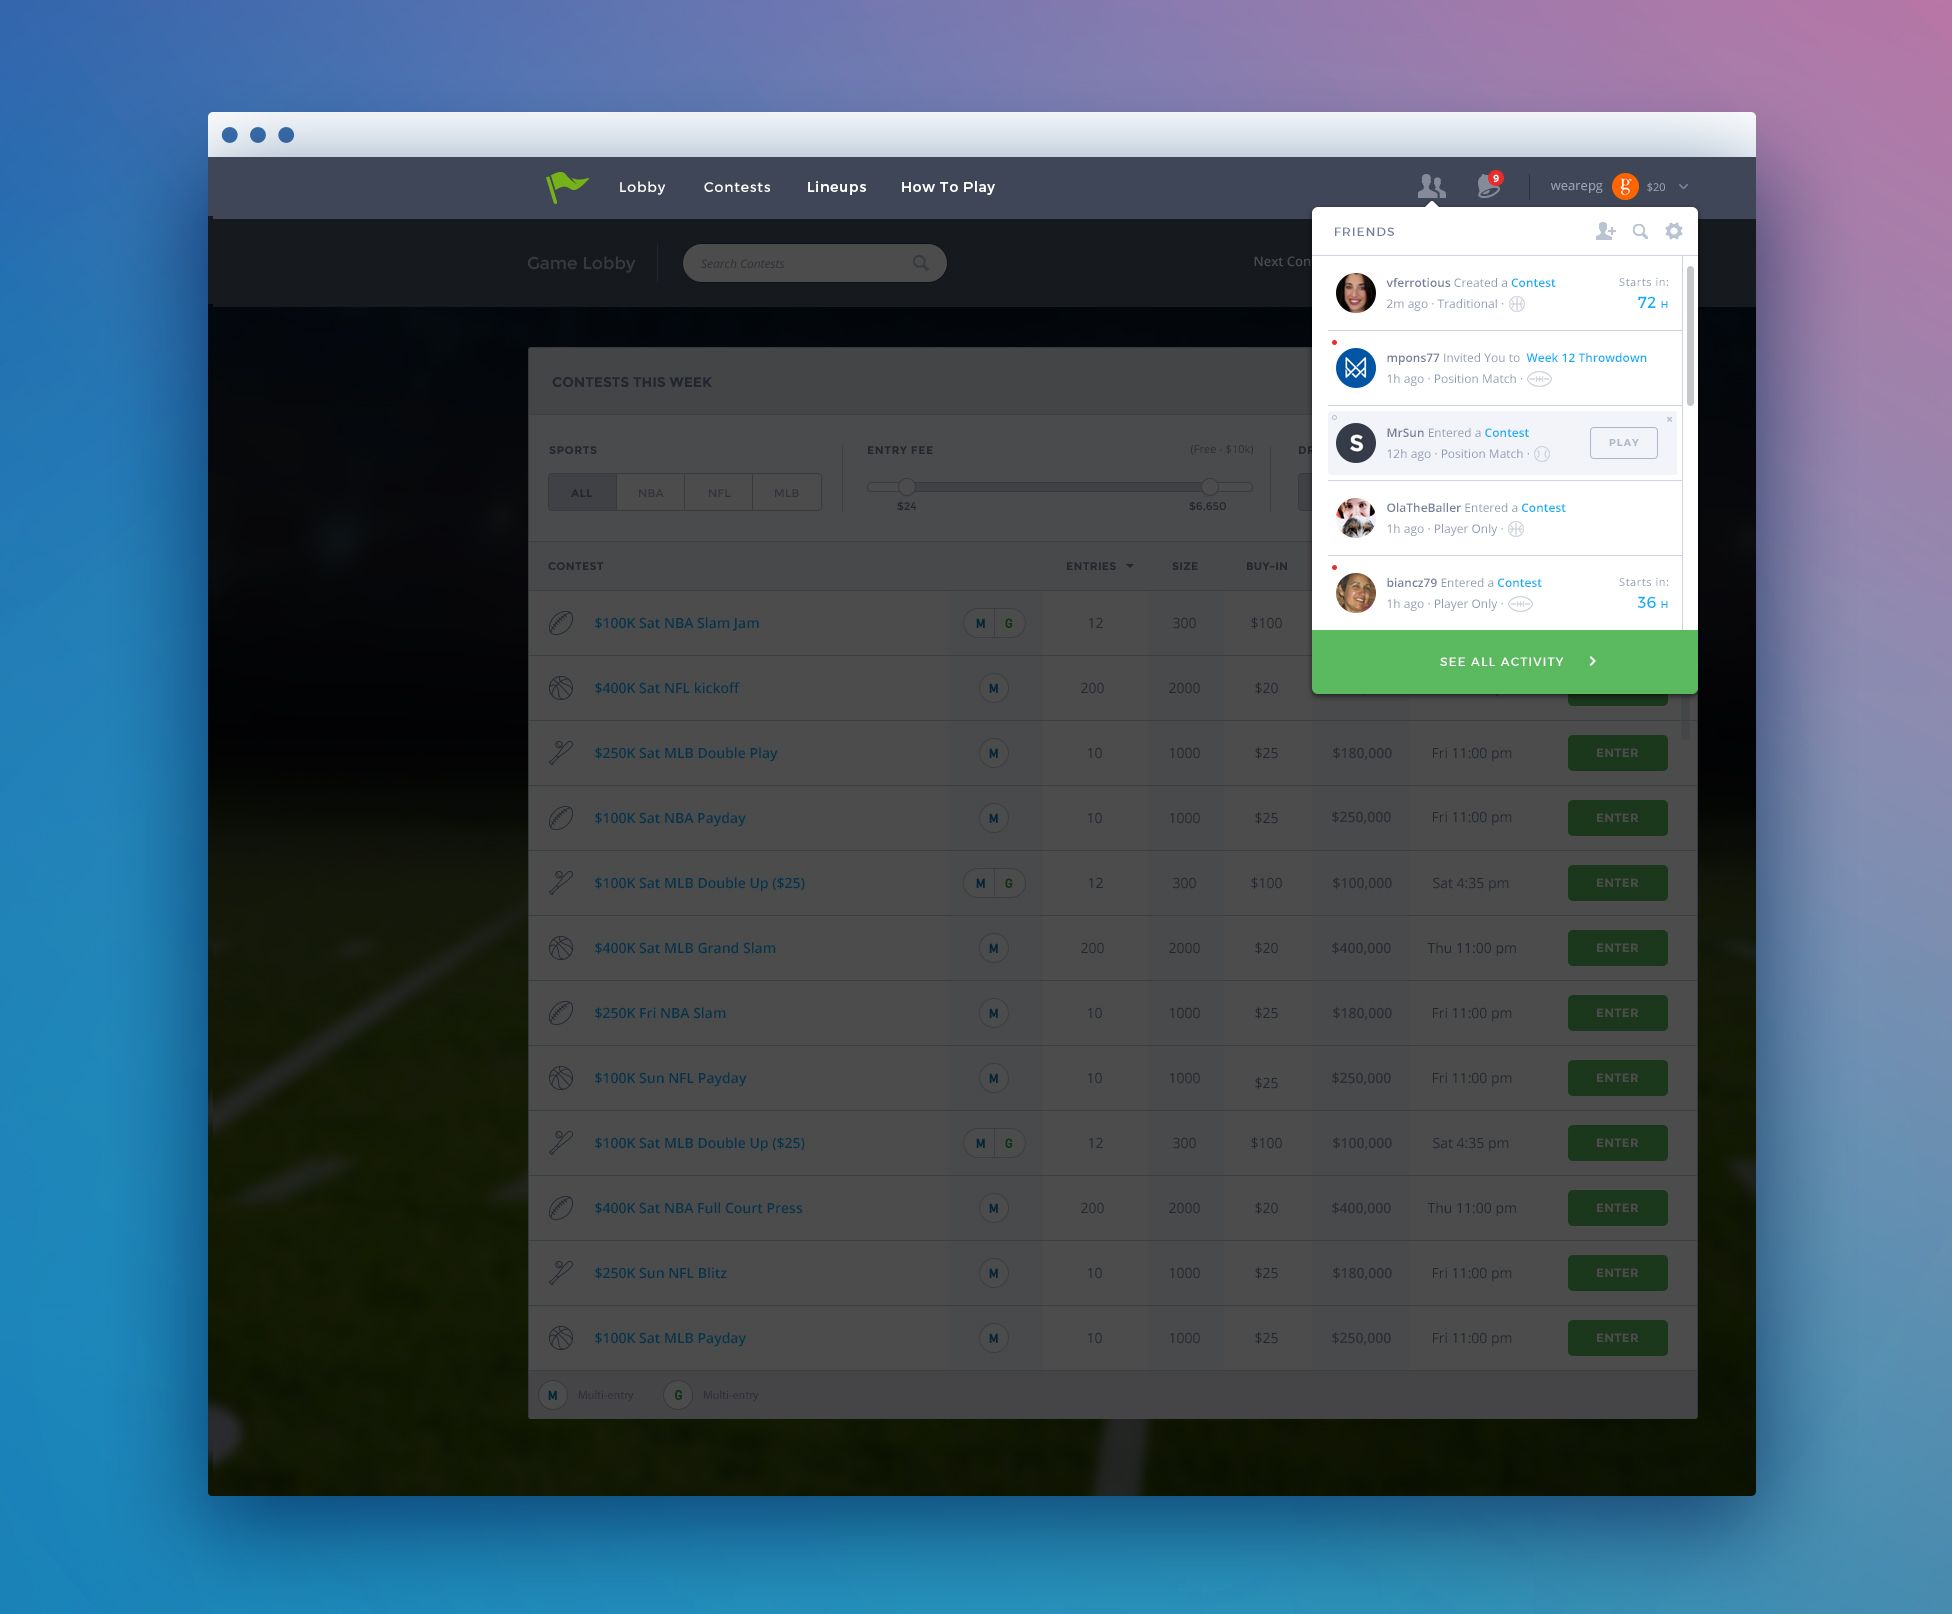 Lobby Contests Lineups How To Play 9 wearepg g $20
Game Lobby Search Contests Next Con
FRIENDS
vferrotious Created a Contest Starts in:
2m ago · Traditional · 72 H
mpons77 Invited You to Week 12 Throwdown
1h ago · Position Match ·
S MrSun Entered a Contest PLAY
12h ago · Position Match ·
OlaTheBaller Entered a Contest
1h ago · Player Only ·
biancz79 Entered a Contest Starts in:
1h ago · Player Only · 36 H
SEE ALL ACTIVITY
CONTESTS THIS WEEK
SPORTS ENTRY FEE (Free - $10k) DR
ALL NBA NFL MLB
$24 $6,650
CONTEST ENTRIES SIZE BUY-IN
$100K Sat NBA Slam Jam M G 12 300 $100
$400K Sat NFL kickoff M 200 2000 $20
$250K Sat MLB Double Play M 10 1000 $25 $180,000 Fri 11:00 pm ENTER
$100K Sat NBA Payday M 10 1000 $25 $250,000 Fri 11:00 pm ENTER
$100K Sat MLB Double Up ($25) M G 12 300 $100 $100,000 Sat 4:35 pm ENTER
$400K Sat MLB Grand Slam M 200 2000 $20 $400,000 Thu 11:00 pm ENTER
$250K Fri NBA Slam M 10 1000 $25 $180,000 Fri 11:00 pm ENTER
$100K Sun NFL Payday M 10 1000 $25 $250,000 Fri 11:00 pm ENTER
$100K Sat MLB Double Up ($25) M G 12 300 $100 $100,000 Sat 4:35 pm ENTER
$400K Sat NBA Full Court Press M 200 2000 $20 $400,000 Thu 11:00 pm ENTER
$250K Sun NFL Blitz M 10 1000 $25 $180,000 Fri 11:00 pm ENTER
$100K Sat MLB Payday M 10 1000 $25 $250,000 Fri 11:00 pm ENTER
M Multi-entry G Multi-entry